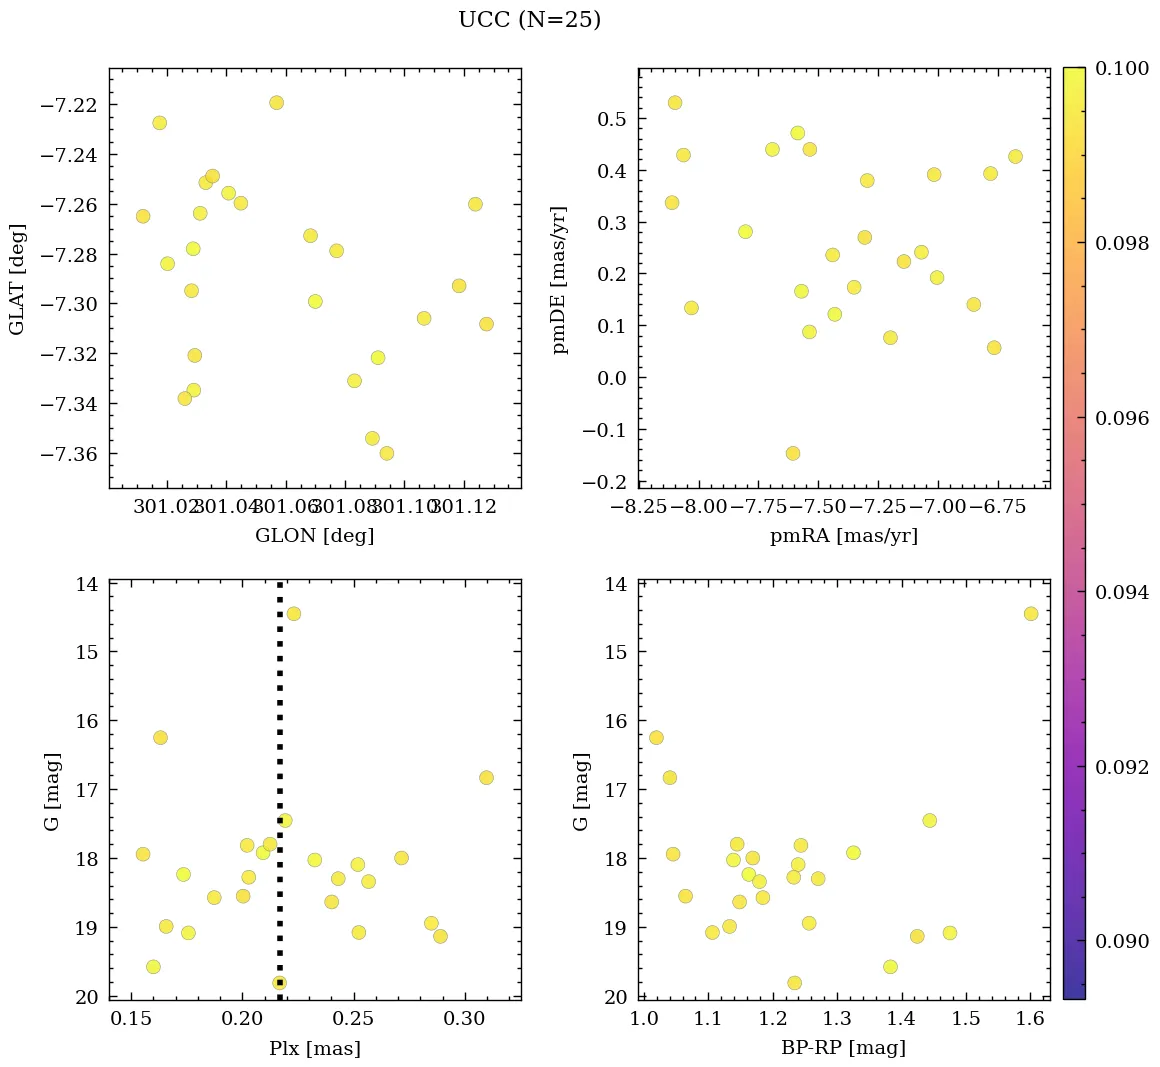 UCC (N=25)
−7.22
−7.24
−7.26
−7.28
−7.30
−7.32
−7.34
−7.36
GLAT [deg]
301.02 301.04 301.06 301.08 301.10 301.12
GLON [deg]
0.5
0.4
0.3
0.2
0.1
0.0
−0.1
−0.2
pmDE [mas/yr]
−8.25 −8.00 −7.75 −7.50 −7.25 −7.00 −6.75
pmRA [mas/yr]
0.100
0.098
0.096
0.094
0.092
0.090
14
15
16
17
18
19
20
G [mag]
0.15 0.20 0.25 0.30
Plx [mas]
14
15
16
17
18
19
20
G [mag]
1.0 1.1 1.2 1.3 1.4 1.5 1.6
BP-RP [mag]